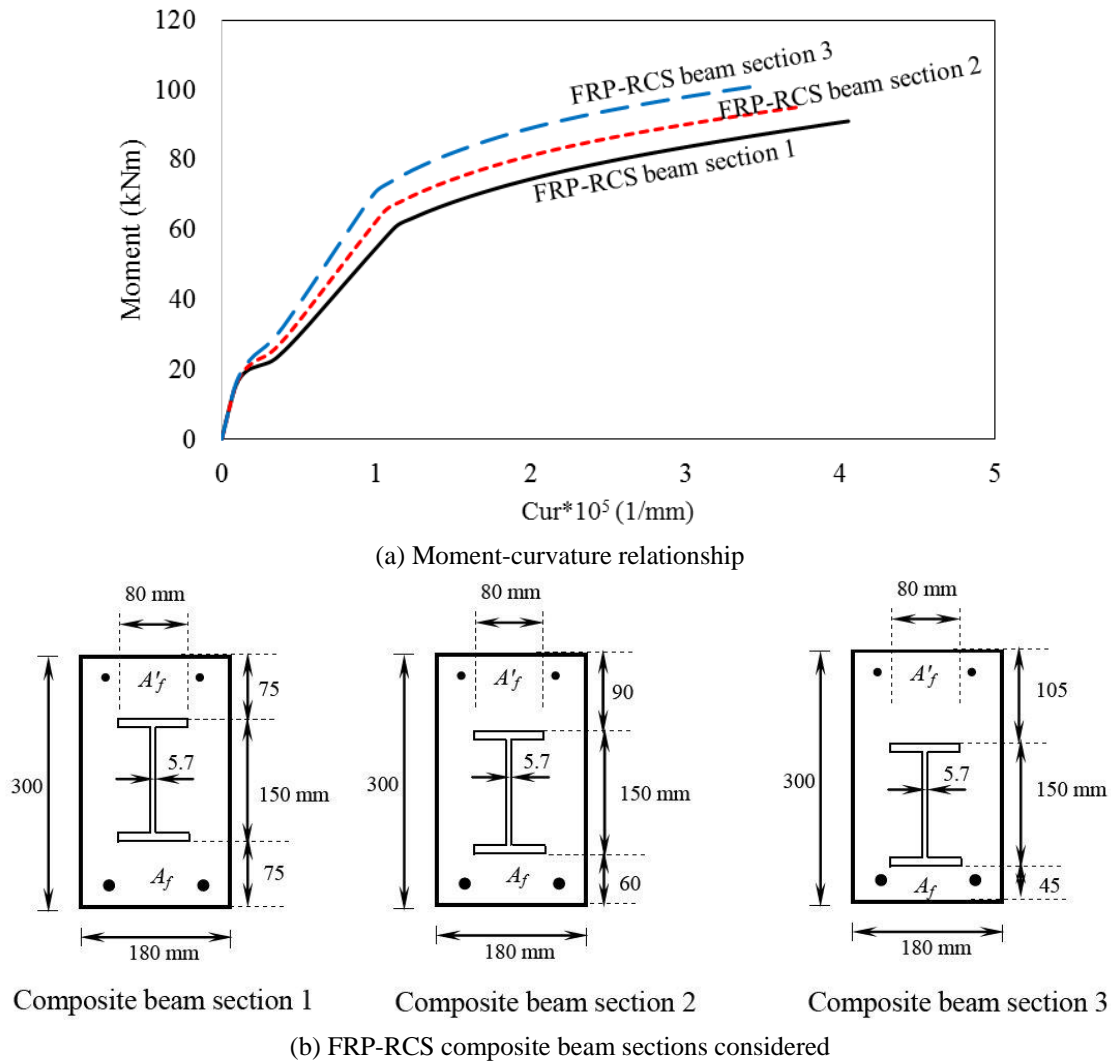 120
100
80
60
40
20
0
Moment (kNm)
FRP-RCS beam section 3
FRP-RCS beam section 2
FRP-RCS beam section 1
0 1 2 3 4 5
Cur*10⁵ (1/mm)
(a) Moment-curvature relationship
80 mm
A'f
75
300
5.7
150 mm
Af
75
180 mm
80 mm
A'f
90
300
5.7
150 mm
Af
60
180 mm
80 mm
A'f
105
300
5.7
150 mm
Af
45
180 mm
Composite beam section 1
Composite beam section 2
Composite beam section 3
(b) FRP-RCS composite beam sections considered